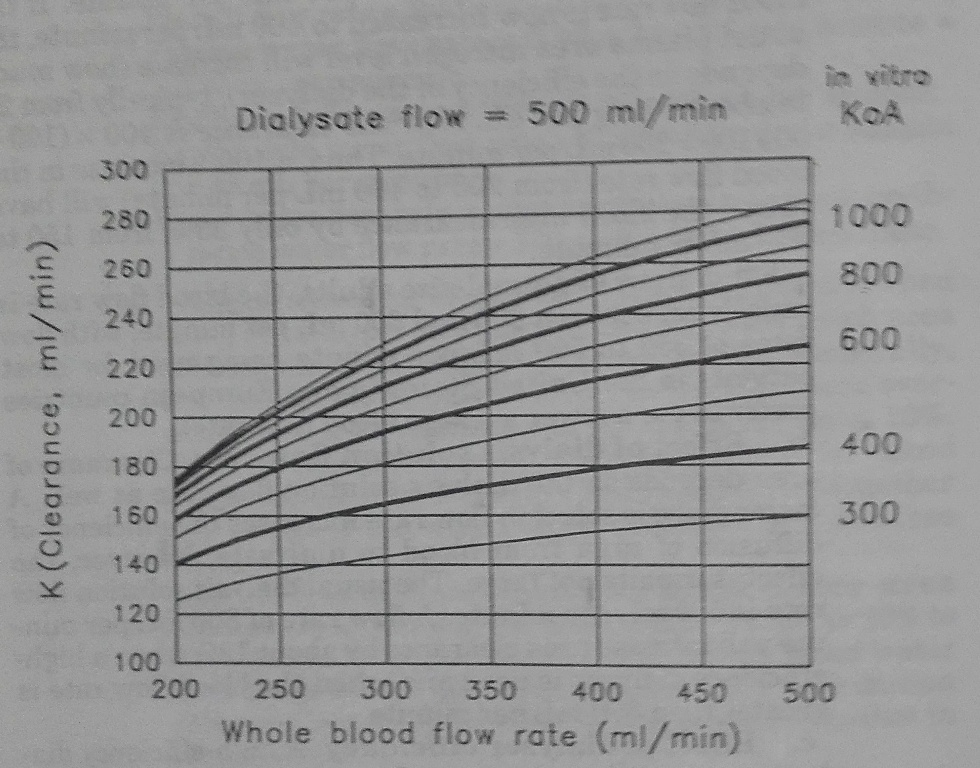 in vitro
Dialysate flow = 500 ml/min
KoA
300
280
260
240
220
200
180
160
140
120
100
K (Clearance, ml/min)
1000
800
600
400
300
200 250 300 350 400 450 500
Whole blood flow rate (ml/min)